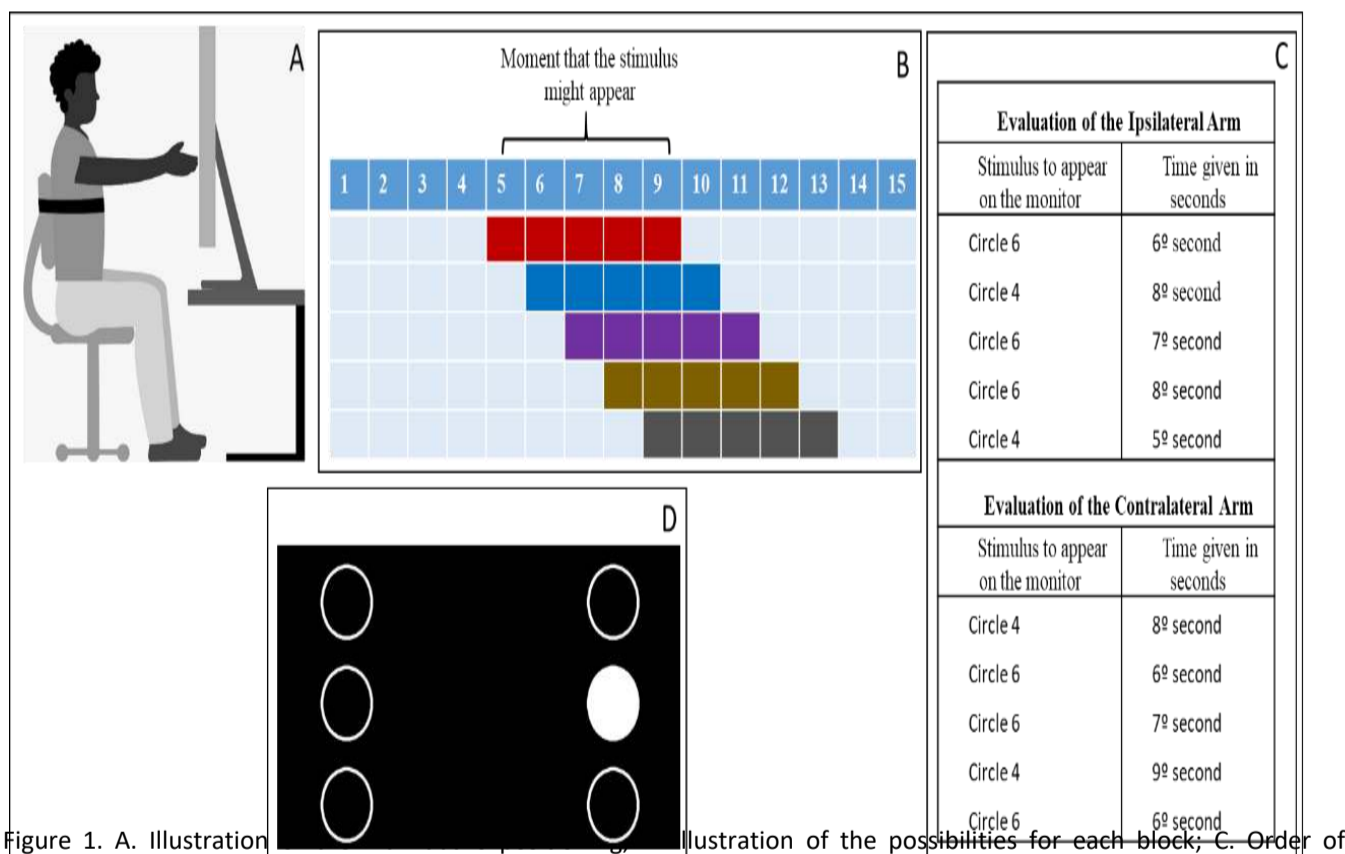 A
Moment that the stimulus
might appear
B
1 2 3 4 5 6 7 8 9 10 11 12 13 14 15
C
Evaluation of the Ipsilateral Arm
Stimulus to appear
on the monitor
Time given in
seconds
Circle 6 6º second
Circle 4 8º second
Circle 6 7º second
Circle 6 8º second
Circle 4 5º second
Evaluation of the Contralateral Arm
Stimulus to appear
on the monitor
Time given in
seconds
Circle 4 8º second
Circle 6 6º second
Circle 6 7º second
Circle 4 9º second
Circle 6 6º second
D
Figure 1. A. Illustration llustration of the possibilities for each block; C. Order of